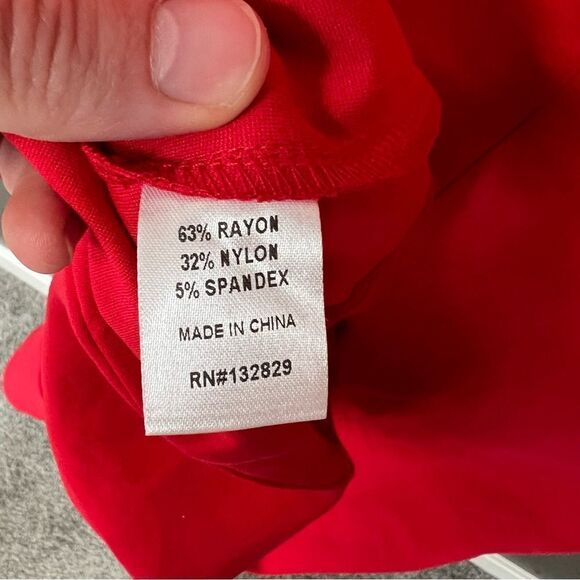 63% RAYON
32% NYLON
5% SPANDEX
MADE IN CHINA
RN#132829